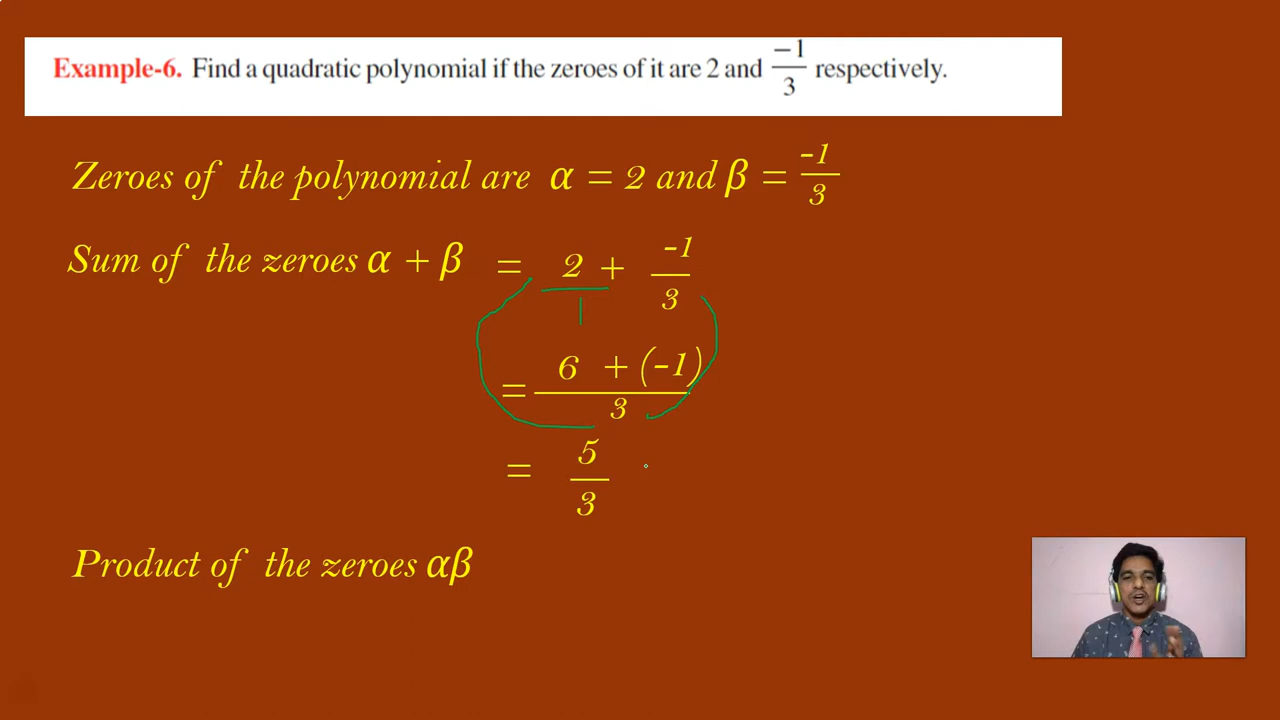 Example-6. Find a quadratic polynomial if the zeroes of it are 2 and -1/3 respectively.
Zeroes of the polynomial are α = 2 and β = -1/3
Sum of the zeroes α + β = 2 + -1/3
1
= 6 + (-1)/3
= 5/3
Product of the zeroes αβ